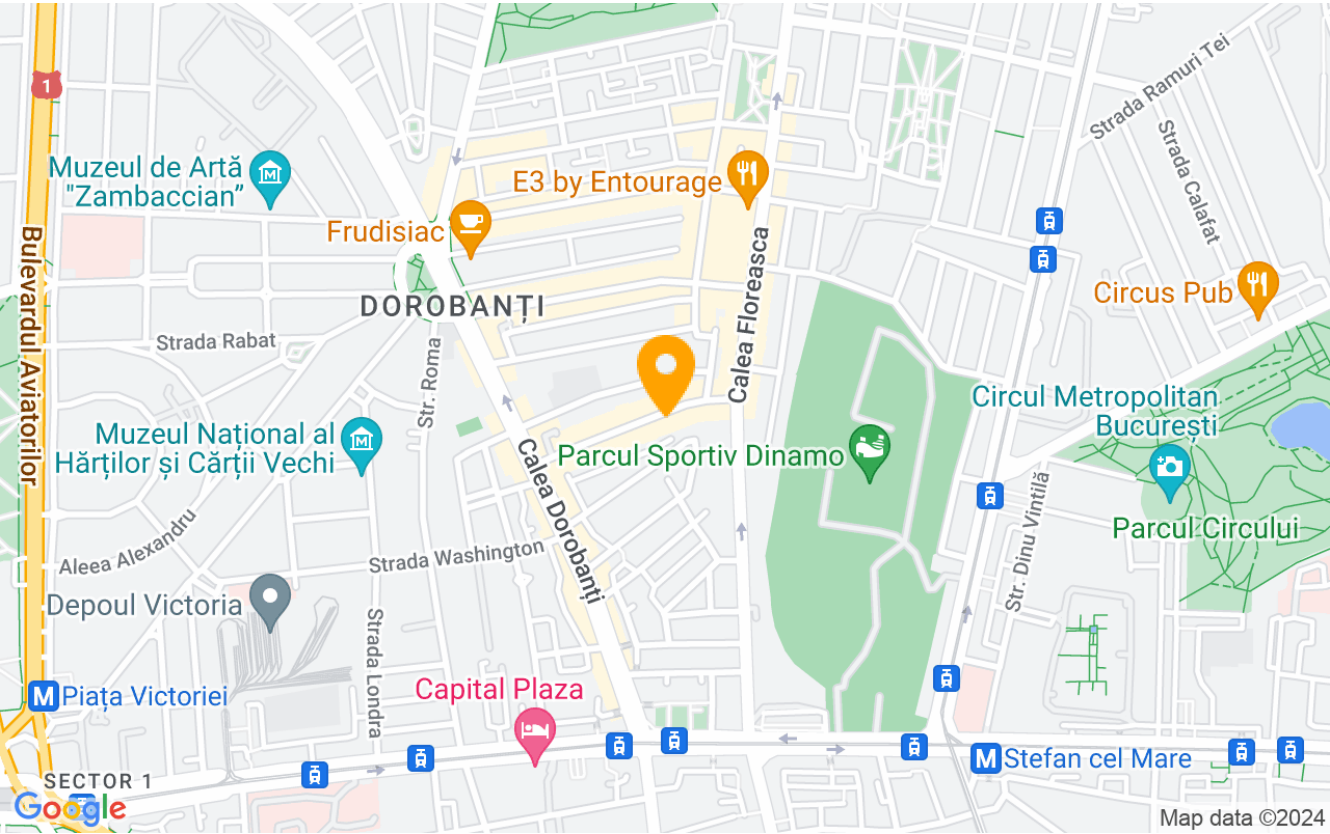 1
Strada Ramuri Tei
Strada Calafat
Muzeul de Artă
"Zambaccian”
E3 by Entourage
Frudisiac
Bulevardul Aviatorilor
Calea Floreasca
Circus Pub
DOROBANȚI
Strada Rabat
Str. Roma
Circul Metropolitan
București
Muzeul Național al
Hărților și Cărții Vechi
Calea Dorobanți
Parcul Sportiv Dinamo
Str. Dinu Vintilă
Parcul Circului
Aleea Alexandru
Strada Washington
Depoul Victoria
Strada Londra
M Piața Victoriei
Capital Plaza
M Stefan cel Mare
SECTOR 1
Google
Map data ©2024